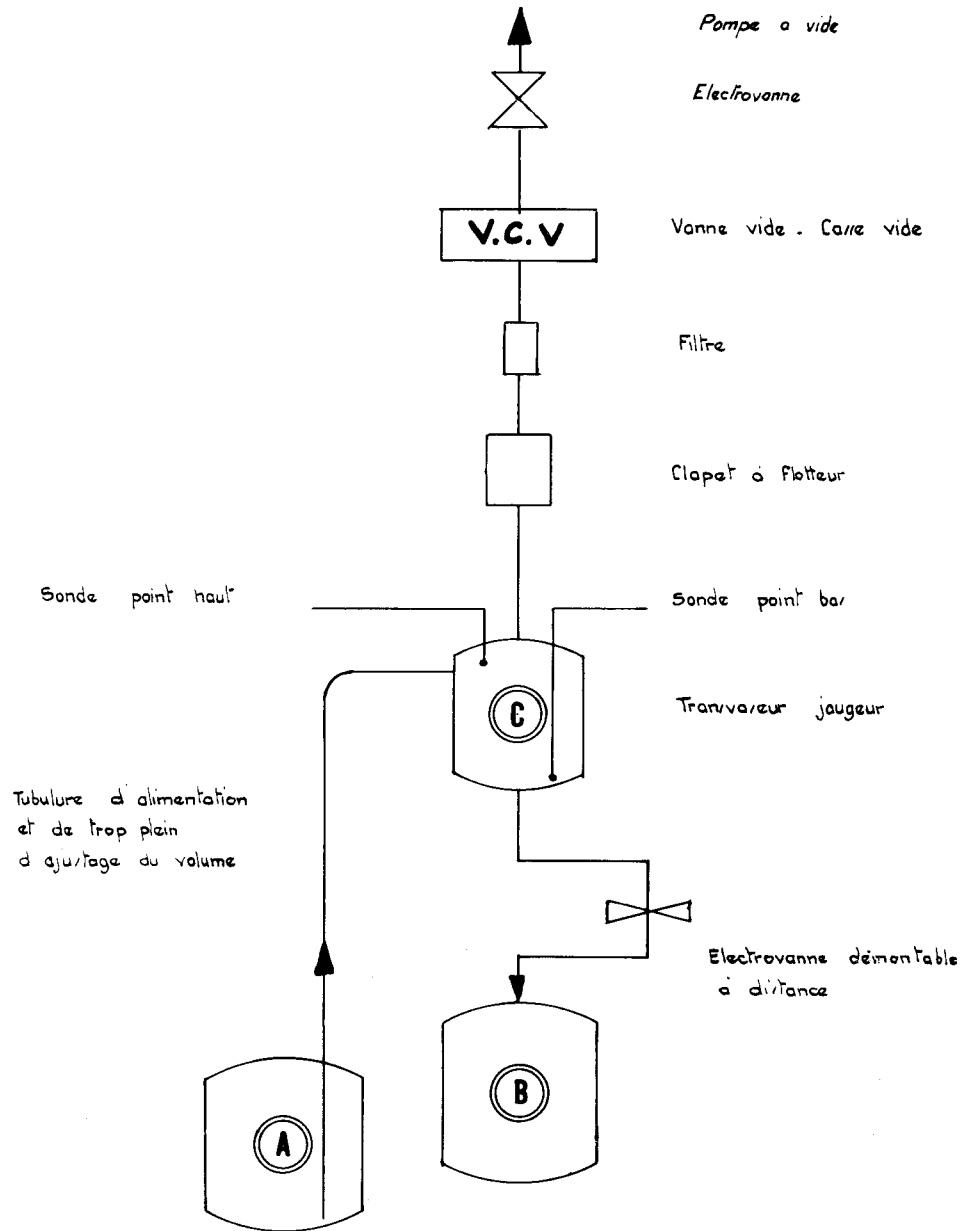 Pompe a vide
Electrovanne
V.C.V
Vanne vide - Casse vide
Filtre
Clapet à flotteur
Sonde point haut
Sonde point bas
C
Transvaseur jaugeur
Tubulure d'alimentation
et de trop plein
d'ajustage du volume
Electrovanne démontable
à distance
B
A